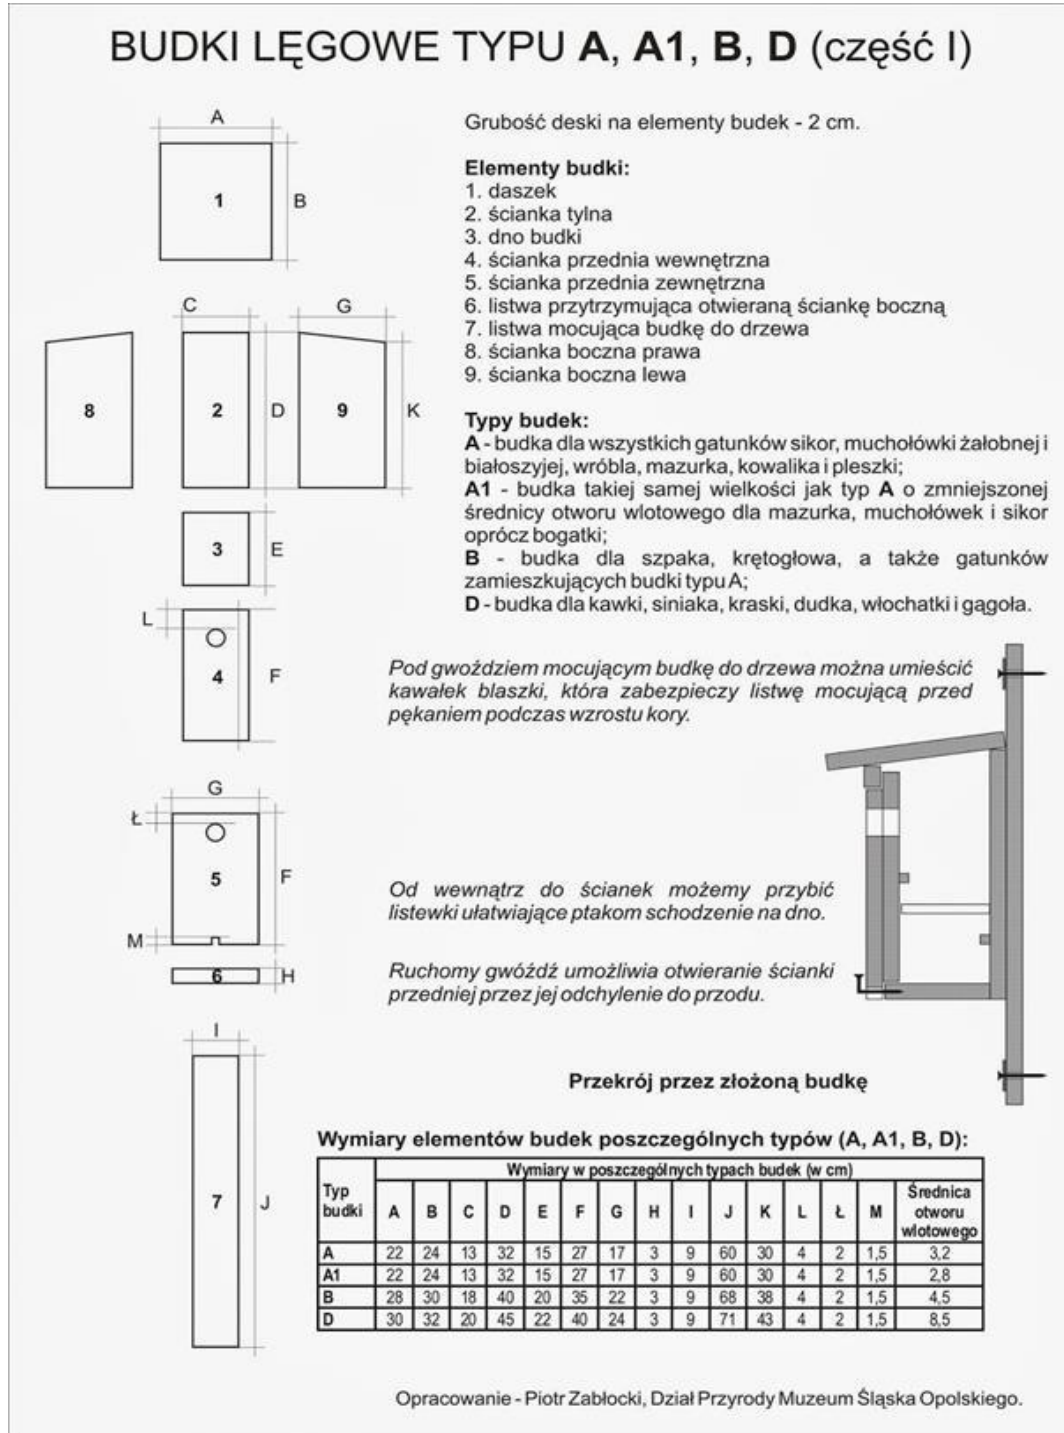 BUDKI LĘGOWE TYPU A, A1, B, D (część I)
A
1
B
Grubość deski na elementy budek - 2 cm.
Elementy budki:
1. daszek
2. ścianka tylna
3. dno budki
4. ścianka przednia wewnętrzna
5. ścianka przednia zewnętrzna
6. listwa przytrzymująca otwieraną ściankę boczną
7. listwa mocująca budkę do drzewa
8. ścianka boczna prawa
9. ścianka boczna lewa
C
G
8
2
D
9
K
Typy budek:
A - budka dla wszystkich gatunków sikor, muchołówki żałobnej i
białoszyjej, wróbla, mazurka, kowalika i pleszki;
A1 - budka takiej samej wielkości jak typ A o zmniejszonej
średnicy otworu wlotowego dla mazurka, muchołówek i sikor
oprócz bogatki;
B - budka dla szpaka, krętogłowa, a także gatunków
zamieszkujących budki typu A;
D - budka dla kawki, siniaka, kraski, dudka, włochatki i gągoła.
3
E
L
4
F
Pod gwoździem mocującym budkę do drzewa można umieścić
kawałek blaszki, która zabezpieczy listwę mocującą przed
pękaniem podczas wzrostu kory.
G
Ł
5
F
M
6
H
Od wewnątrz do ścianek możemy przybić
listewki ułatwiające ptakom schodzenie na dno.
Ruchomy gwóźdź umożliwia otwieranie ścianki
przedniej przez jej odchylenie do przodu.
I
7
J
Przekrój przez złożoną budkę
Wymiary elementów budek poszczególnych typów (A, A1, B, D):
Typ budki
Wymiary w poszczególnych typach budek (w cm)
A B C D E F G H I J K L Ł M Średnica otworu wlotowego
A 22 24 13 32 15 27 17 3 9 60 30 4 2 1,5 3,2
A1 22 24 13 32 15 27 17 3 9 60 30 4 2 1,5 2,8
B 28 30 18 40 20 35 22 3 9 68 38 4 2 1,5 4,5
D 30 32 20 45 22 40 24 3 9 71 43 4 2 1,5 8,5
Opracowanie - Piotr Zabłocki, Dział Przyrody Muzeum Śląska Opolskiego.